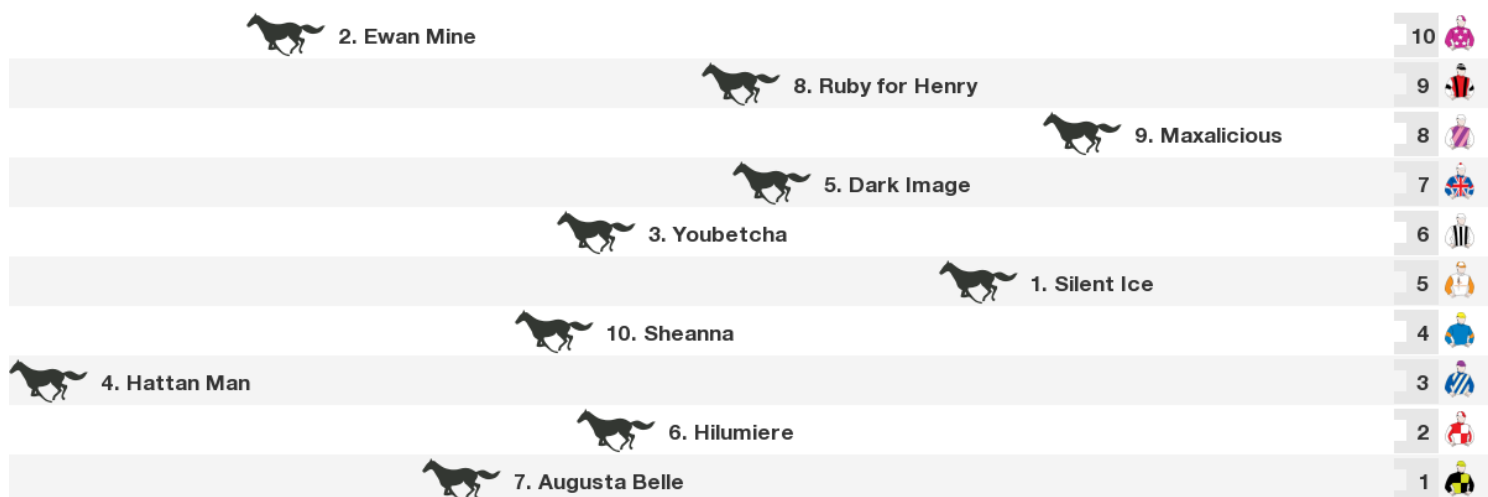 2. Ewan Mine 10
8. Ruby for Henry 9
9. Maxalicious 8
5. Dark Image 7
3. Youbetcha 6
1. Silent Ice 5
10. Sheanna 4
4. Hattan Man 3
6. Hilumiere 2
7. Augusta Belle 1